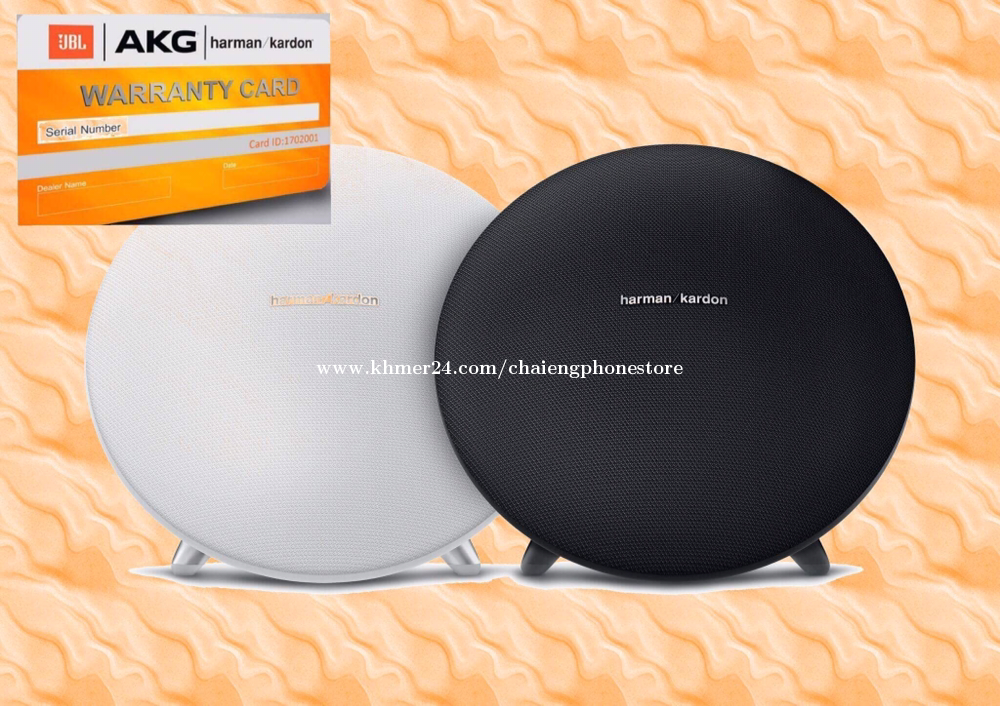 JBL | AKG | harman/kardon
WARRANTY CARD
Serial Number
Card ID:1702001
Date
Dealer Name
harman/kardon
harman/kardon
www.khmer24.com/chaiengphonestore